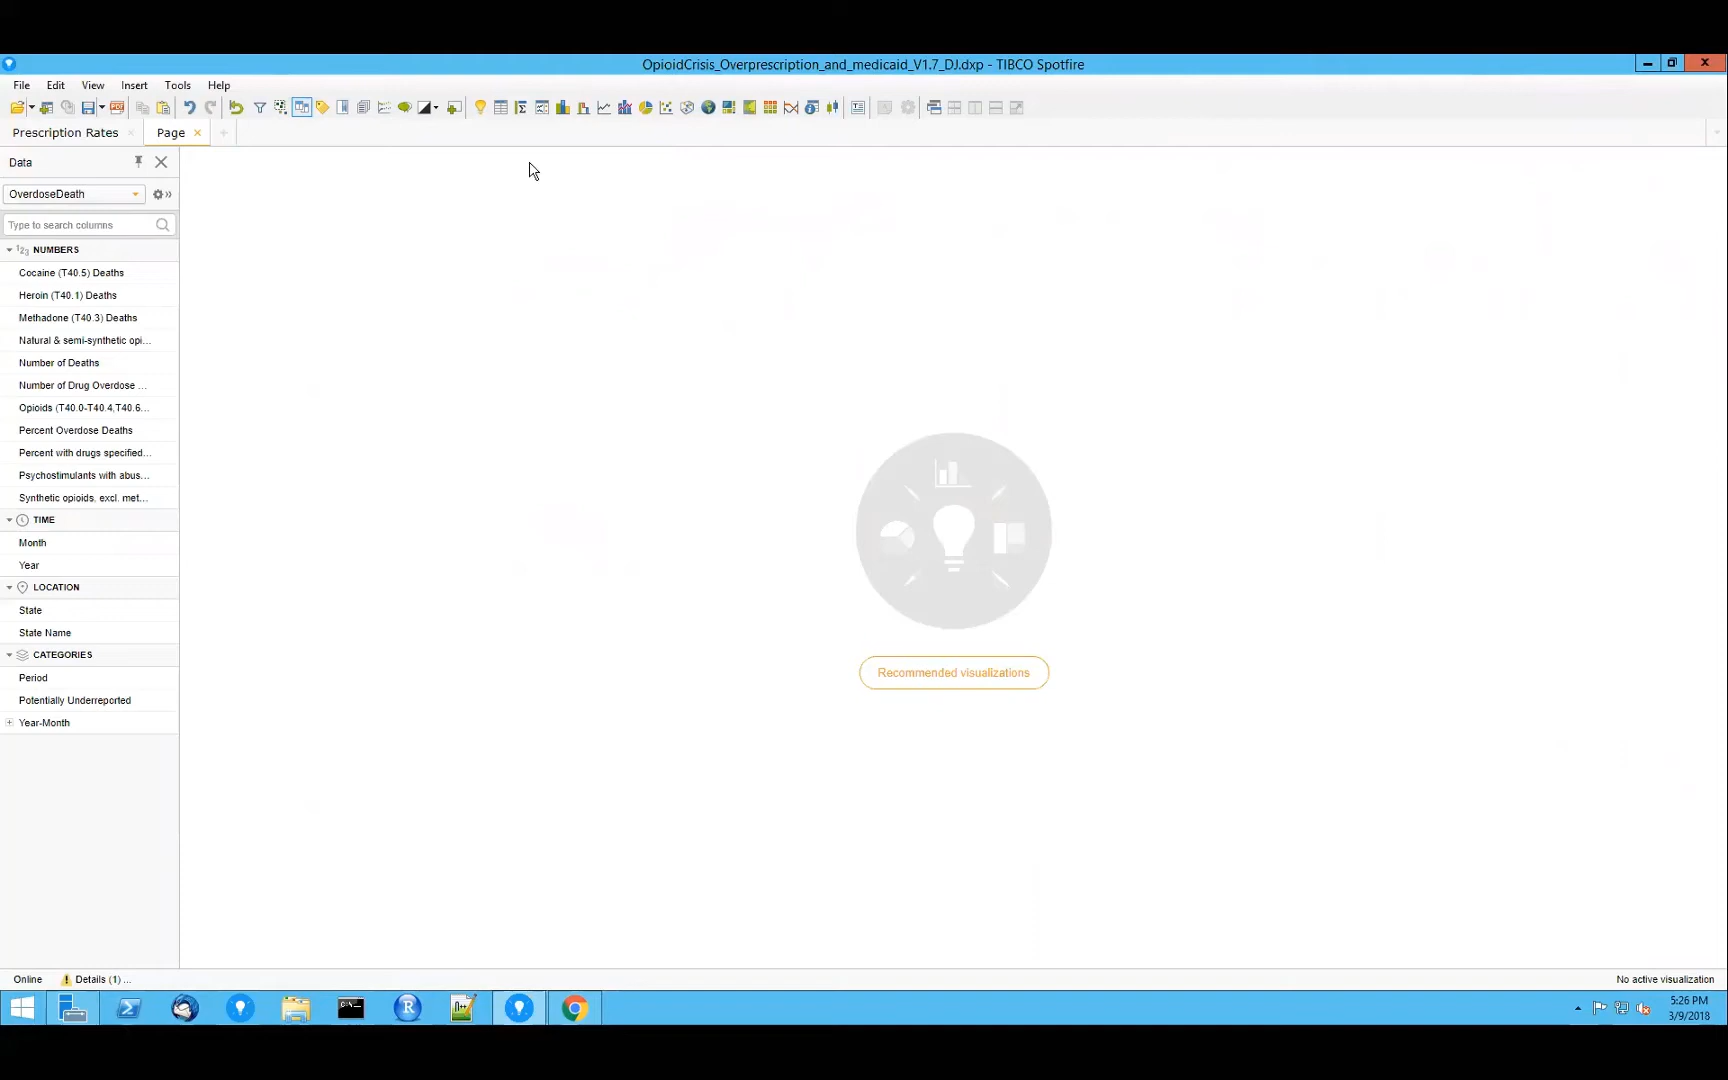 OpioidCrisis_Overprescription_and_medicaid_V1.7_DJ.dxp - TIBCO Spotfire
File Edit View Insert Tools Help
Prescription Rates Page
Data
OverdoseDeath
Type to search columns
NUMBERS
Cocaine (T40.5) Deaths
Heroin (T40.1) Deaths
Methadone (T40.3) Deaths
Natural & semi-synthetic opi...
Number of Deaths
Number of Drug Overdose ...
Opioids (T40.0-T40.4,T40.6...
Percent Overdose Deaths
Percent with drugs specified...
Psychostimulants with abus...
Synthetic opioids, excl. met...
TIME
Month
Year
LOCATION
State
State Name
CATEGORIES
Period
Potentially Underreported
Year-Month
Recommended visualizations
Online Details (1) ... No active visualization
5:26 PM
3/9/2018